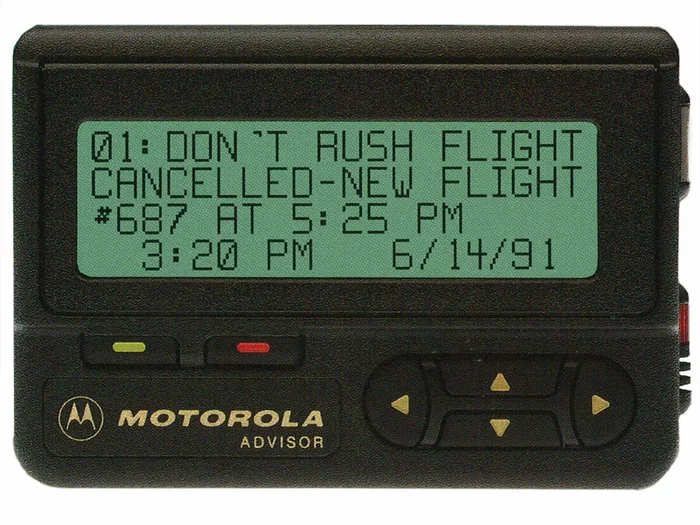 01: DON'T RUSH FLIGHT
CANCELLED-NEW FLIGHT
#687 AT 5:25 PM
3:20 PM 6/14/91
MOTOROLA
ADVISOR